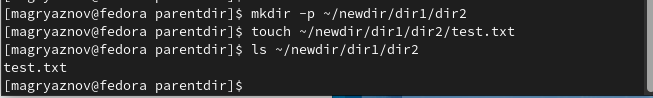 [magryaznov@fedora parentdir]$ mkdir -p ~/newdir/dir1/dir2
[magryaznov@fedora parentdir]$ touch ~/newdir/dir1/dir2/test.txt
[magryaznov@fedora parentdir]$ ls ~/newdir/dir1/dir2
test.txt
[magryaznov@fedora parentdir]$